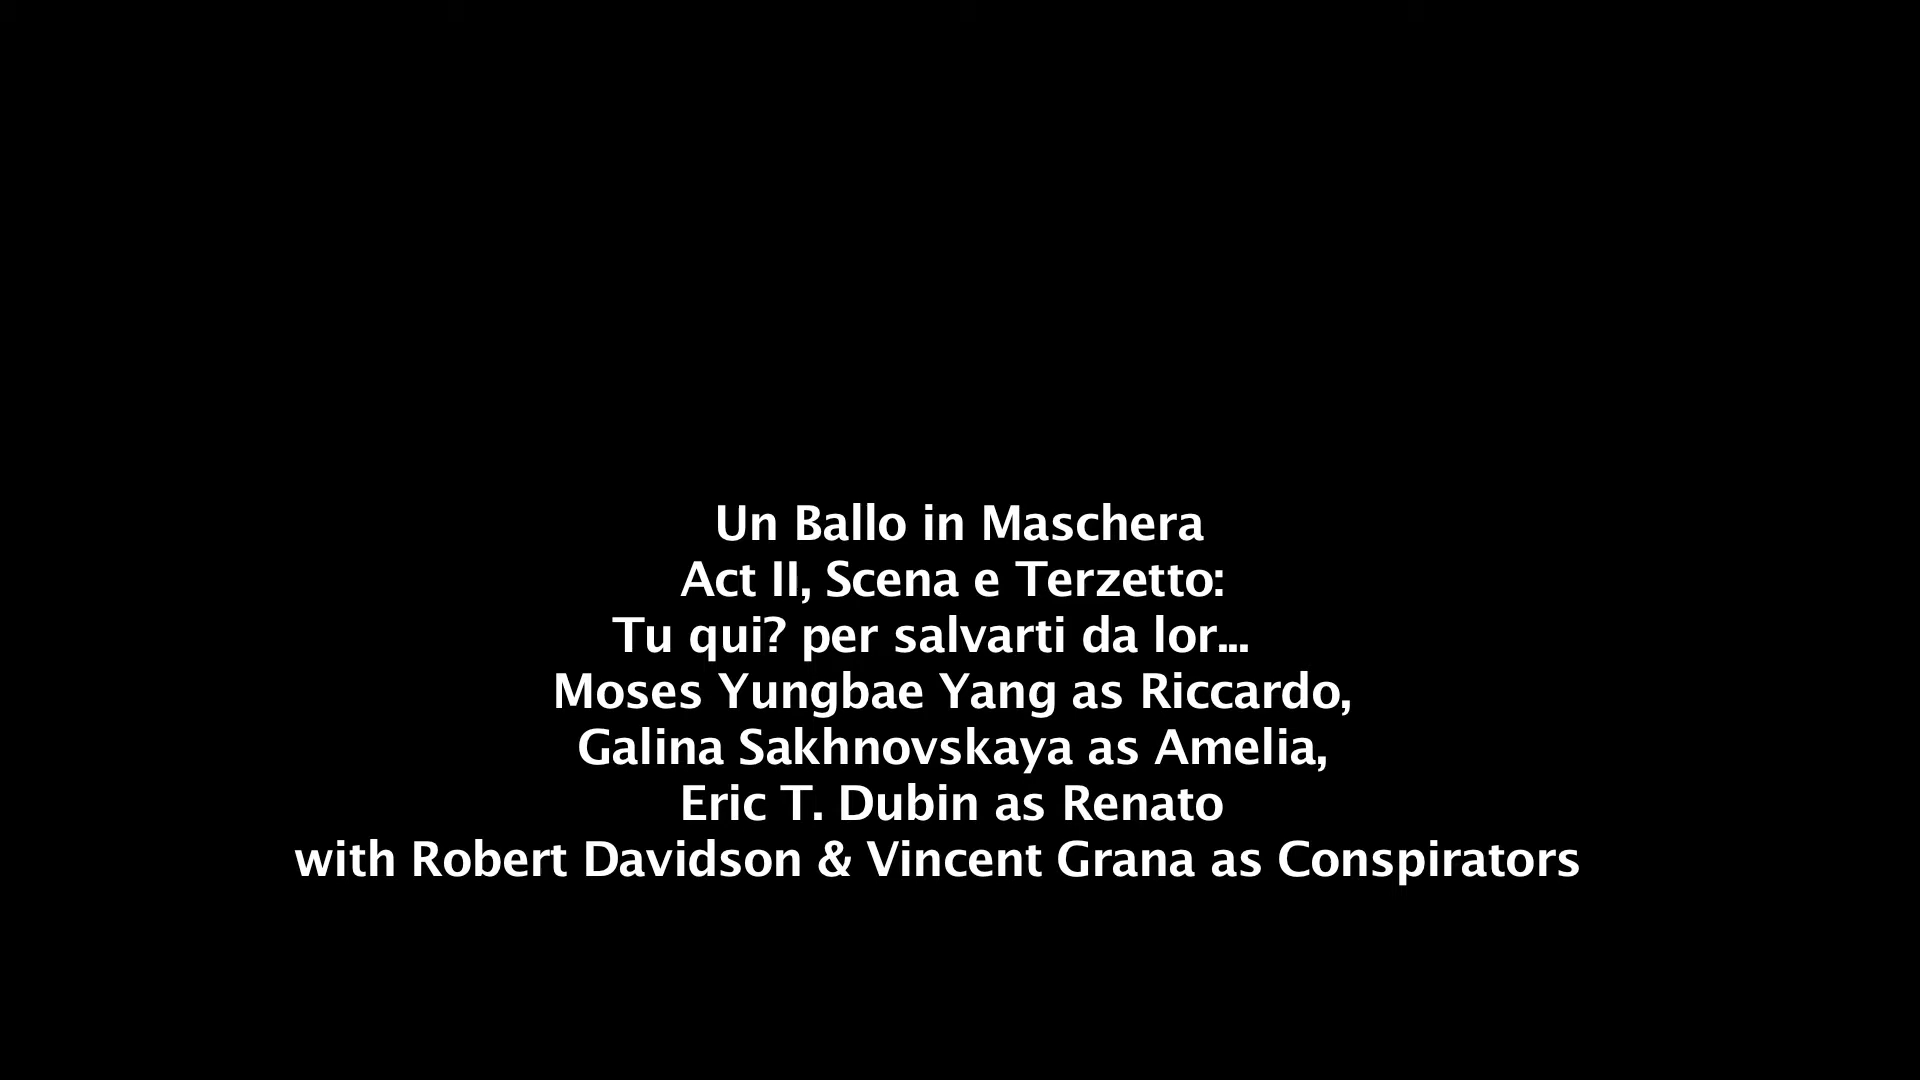 Un Ballo in Maschera
Act II, Scena e Terzetto:
Tu qui? per salvarti da lor...
Moses Yungbae Yang as Riccardo,
Galina Sakhnovskaya as Amelia,
Eric T. Dubin as Renato
with Robert Davidson & Vincent Grana as Conspirators